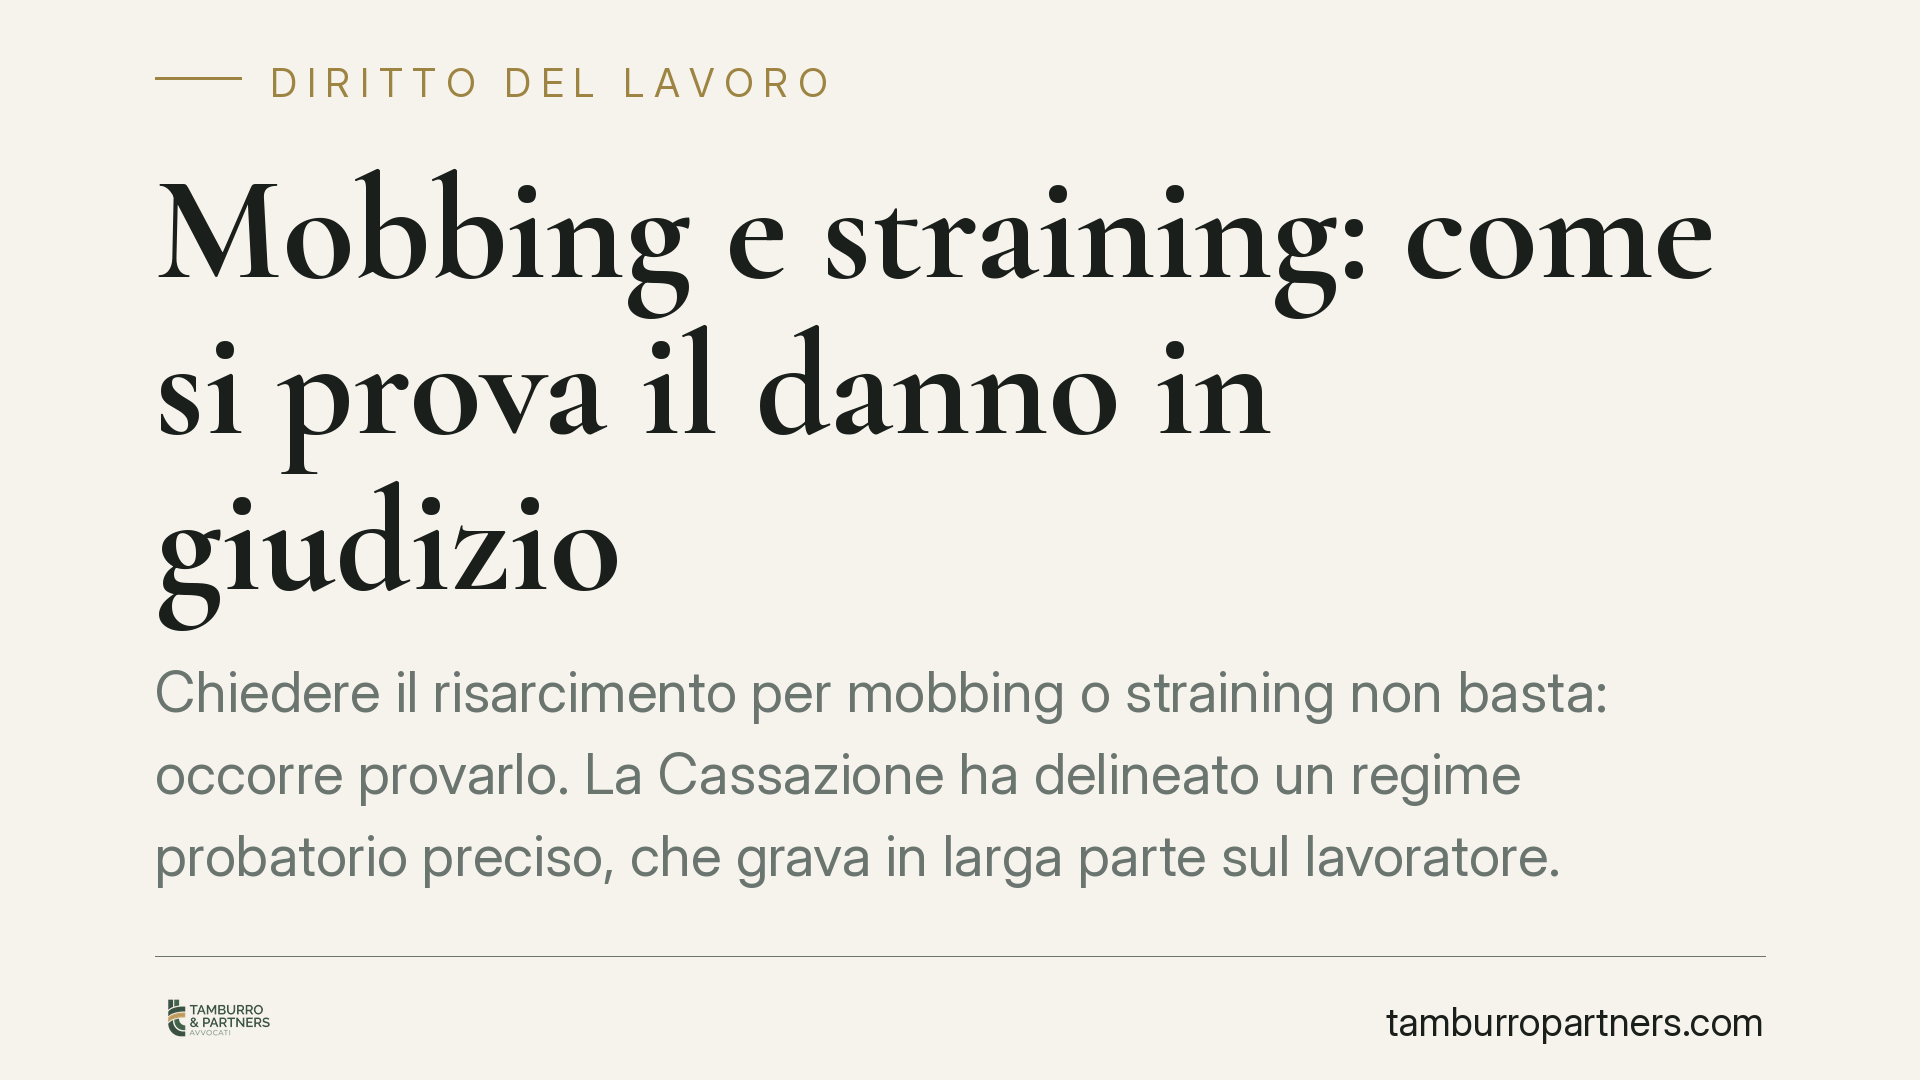 DIRITTO DEL LAVORO
Mobbing e straining: come
si prova il danno in
giudizio
Chiedere il risarcimento per mobbing o straining non basta:
occorre provarlo. La Cassazione ha delineato un regime
probatorio preciso, che grava in larga parte sul lavoratore.
TAMBURRO
& PARTNERS
AVVOCATI
tamburropartners.com